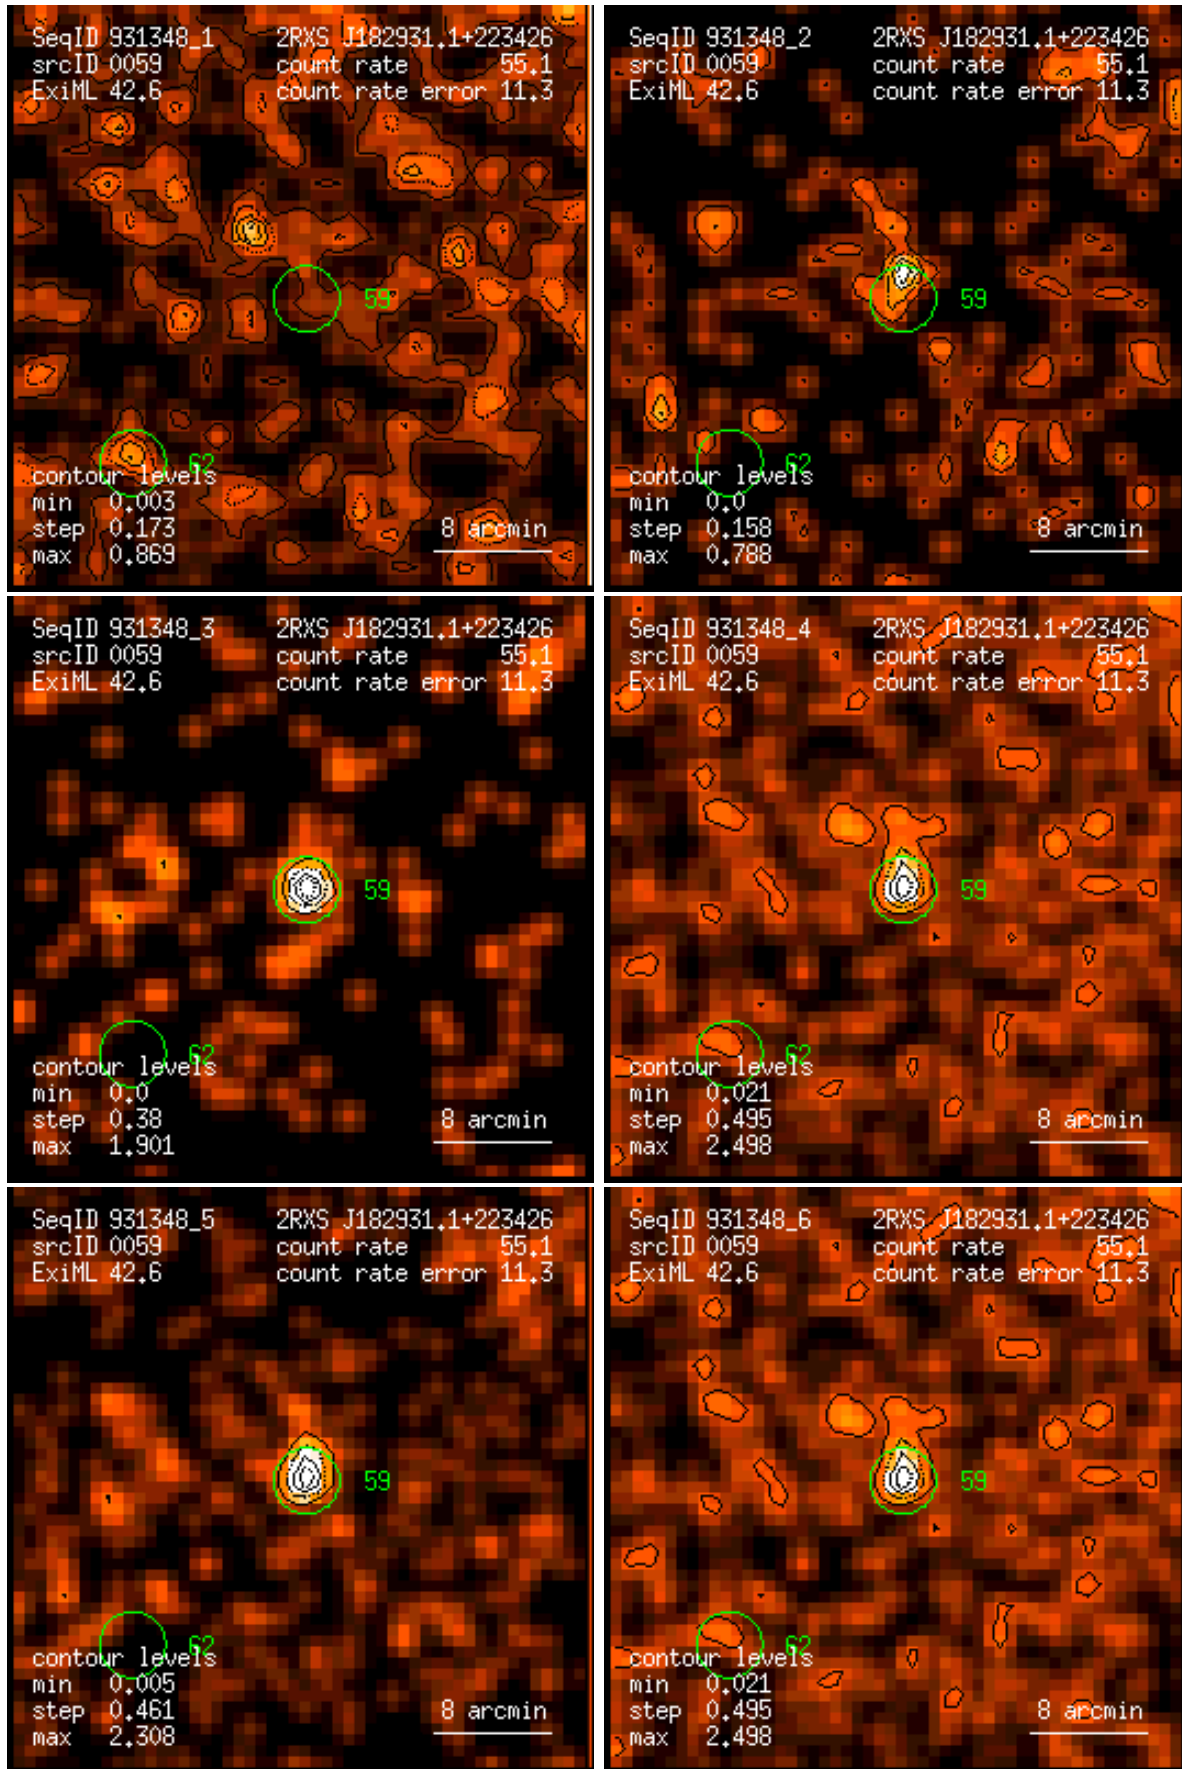 SeqID 931348_1 2RXS J182931.1+223426
srcID 0059 count rate 55.1
ExiML 42.6 count rate error 11.3
59
62
contour levels
min 0.003
step 0.173 8 arcmin
max 0.869
SeqID 931348_2 2RXS J182931.1+223426
srcID 0059 count rate 55.1
ExiML 42.6 count rate error 11.3
59
62
contour levels
min 0.0
step 0.158 8 arcmin
max 0.788
SeqID 931348_3 2RXS J182931.1+223426
srcID 0059 count rate 55.1
ExiML 42.6 count rate error 11.3
59
62
contour levels
min 0.0
step 0.38 8 arcmin
max 1.901
SeqID 931348_4 2RXS J182931.1+223426
srcID 0059 count rate 55.1
ExiML 42.6 count rate error 11.3
59
62
contour levels
min 0.021
step 0.495 8 arcmin
max 2.498
SeqID 931348_5 2RXS J182931.1+223426
srcID 0059 count rate 55.1
ExiML 42.6 count rate error 11.3
59
62
contour levels
min 0.005
step 0.461 8 arcmin
max 2.308
SeqID 931348_6 2RXS J182931.1+223426
srcID 0059 count rate 55.1
ExiML 42.6 count rate error 11.3
59
62
contour levels
min 0.021
step 0.495 8 arcmin
max 2.498